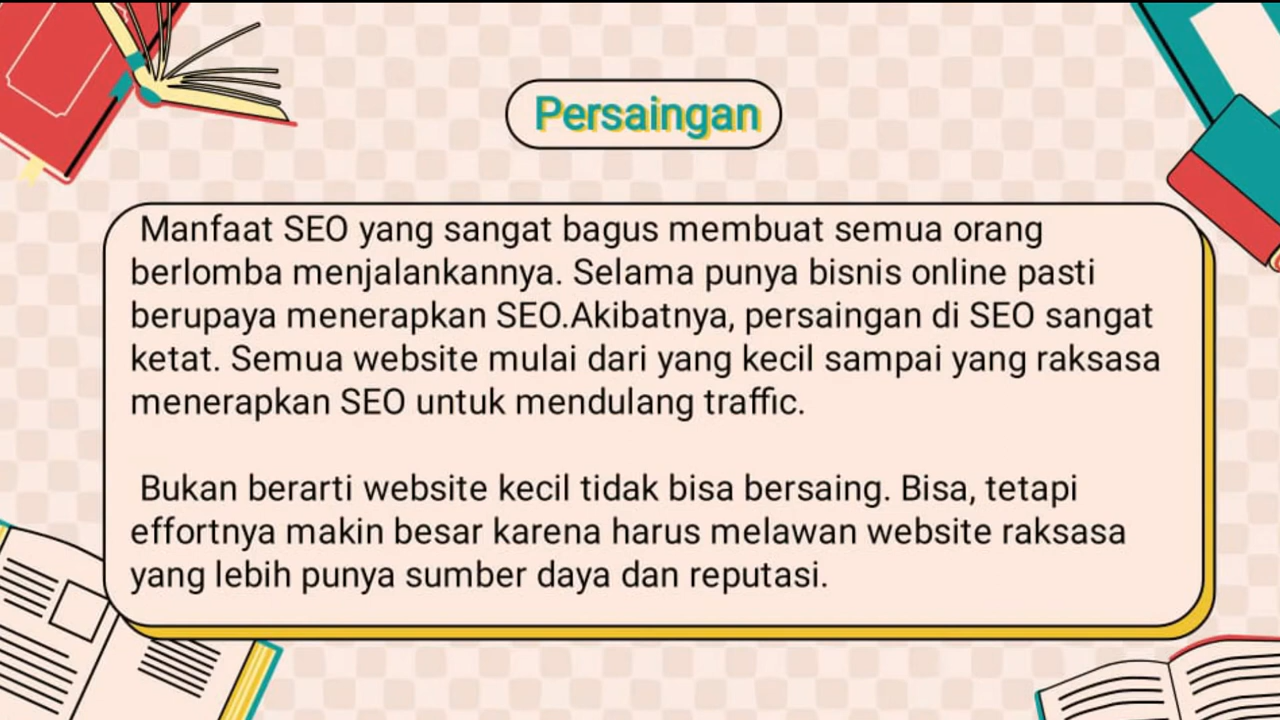 Persaingan
Manfaat SEO yang sangat bagus membuat semua orang
berlomba menjalankannya. Selama punya bisnis online pasti
berupaya menerapkan SEO.Akibatnya, persaingan di SEO sangat
ketat. Semua website mulai dari yang kecil sampai yang raksasa
menerapkan SEO untuk mendulang traffic.
Bukan berarti website kecil tidak bisa bersaing. Bisa, tetapi
effortnya makin besar karena harus melawan website raksasa
yang lebih punya sumber daya dan reputasi.